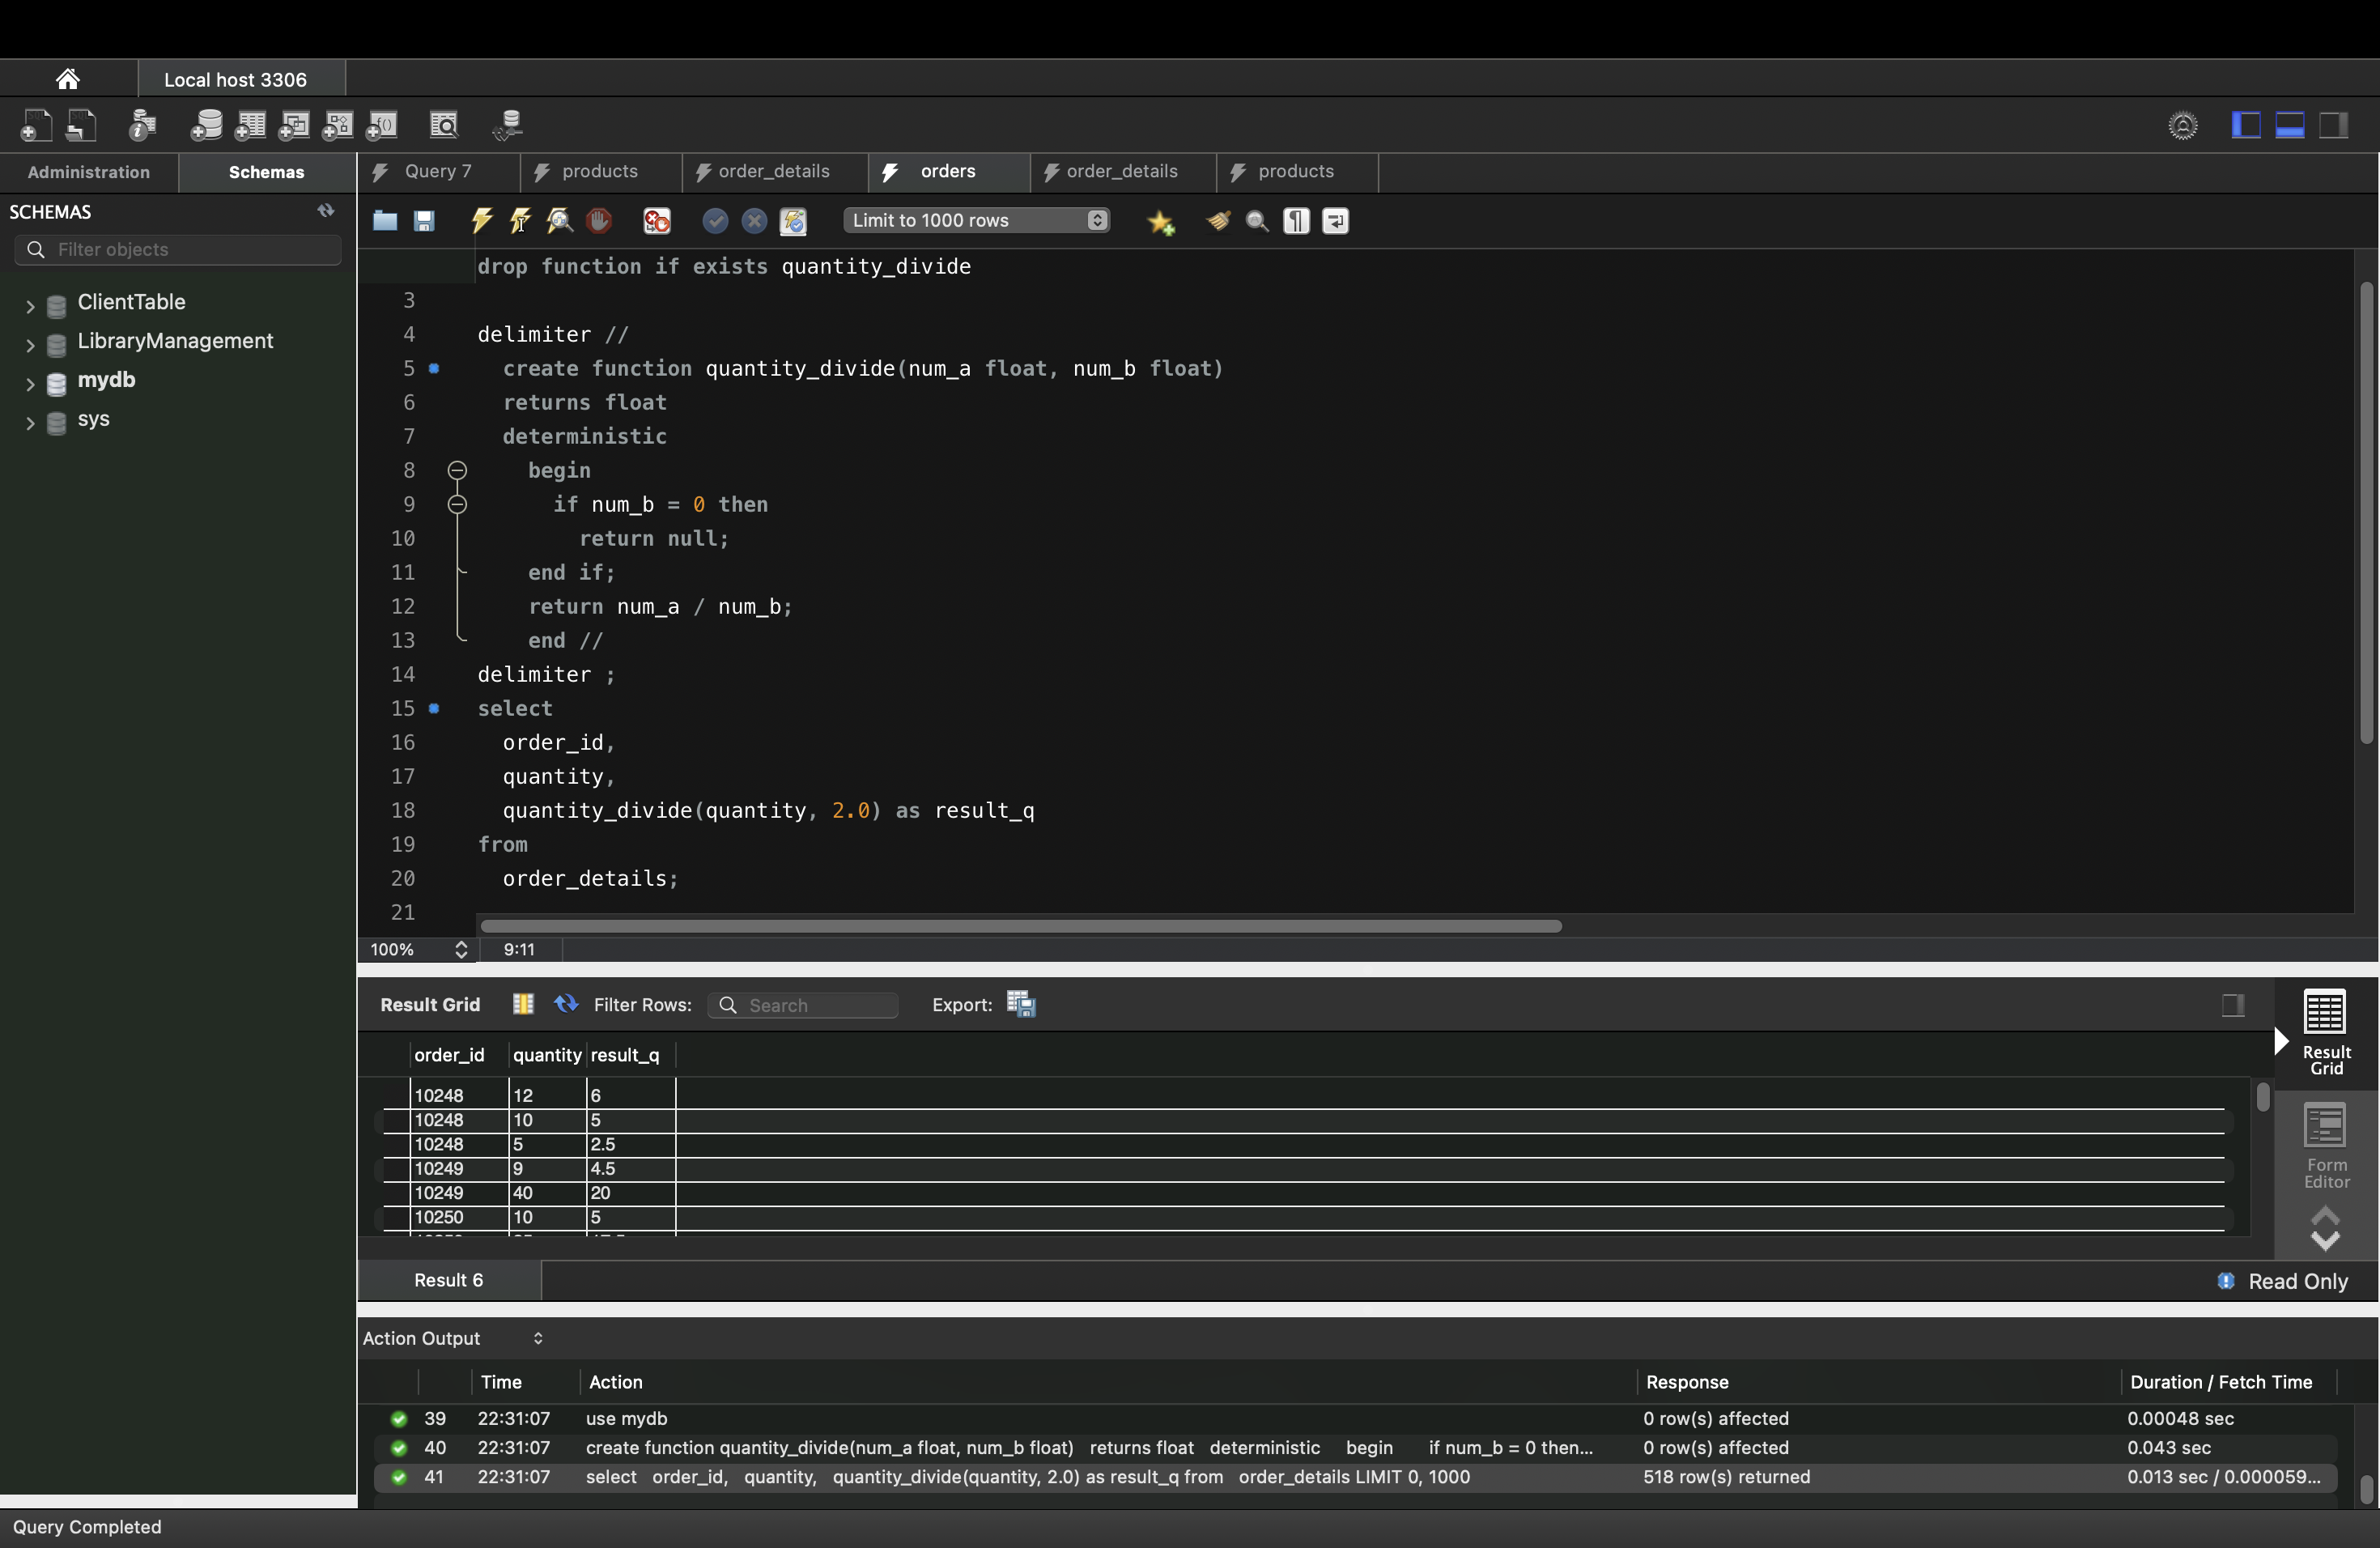 Local host 3306
Administration Schemas
Query 7 products order_details orders order_details products
SCHEMAS
Filter objects
Limit to 1000 rows
ClientTable
LibraryManagement
mydb
sys
drop function if exists quantity_divide
3
4 delimiter //
5 create function quantity_divide(num_a float, num_b float)
6 returns float
7 deterministic
8 begin
9 if num_b = 0 then
10 return null;
11 end if;
12 return num_a / num_b;
13 end //
14 delimiter ;
15 select
16 order_id,
17 quantity,
18 quantity_divide(quantity, 2.0) as result_q
19 from
20 order_details;
21
100% 9:11
Result Grid Filter Rows: Search Export:
order_id quantity result_q
10248 12 6
10248 10 5
10248 5 2.5
10249 9 4.5
10249 40 20
10250 10 5
Result
Grid
Form
Editor
Result 6 Read Only
Action Output
Time Action Response Duration / Fetch Time
39 22:31:07 use mydb 0 row(s) affected 0.00048 sec
40 22:31:07 create function quantity_divide(num_a float, num_b float) returns float deterministic begin if num_b = 0 then... 0 row(s) affected 0.043 sec
41 22:31:07 select order_id, quantity, quantity_divide(quantity, 2.0) as result_q from order_details LIMIT 0, 1000 518 row(s) returned 0.013 sec / 0.000059...
Query Completed